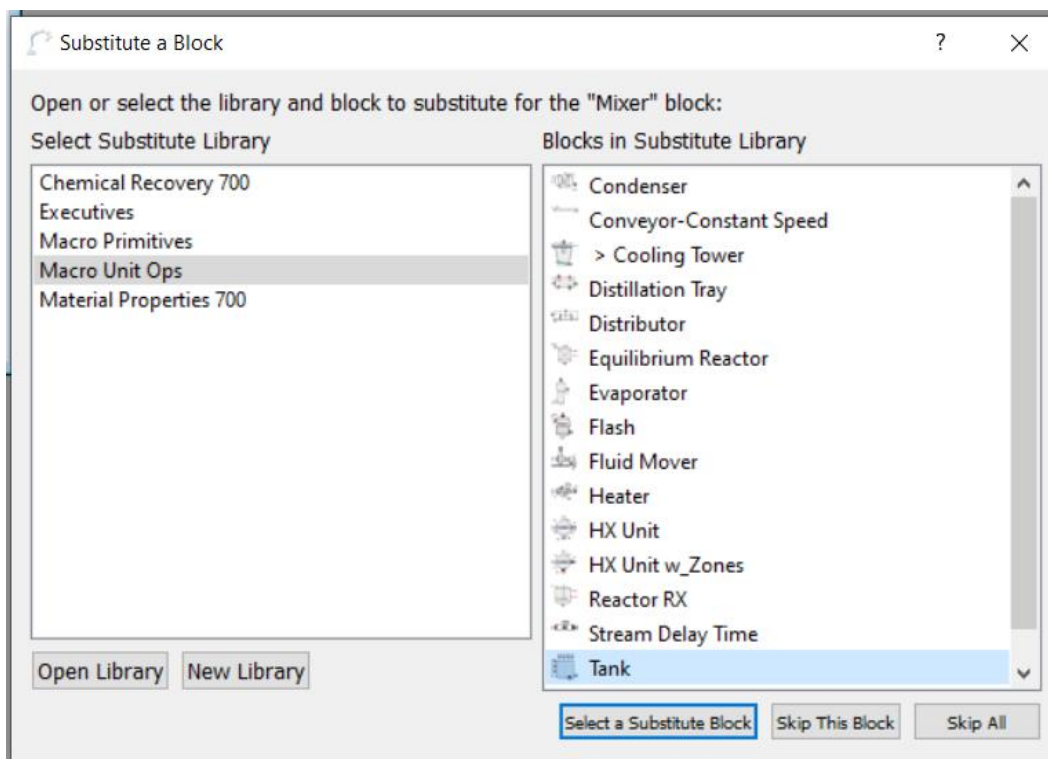 Substitute a Block ?
Open or select the library and block to substitute for the "Mixer" block:
Select Substitute Library
Chemical Recovery 700
Executives
Macro Primitives
Macro Unit Ops
Material Properties 700
Open Library New Library
Blocks in Substitute Library
Condenser
Conveyor-Constant Speed
> Cooling Tower
Distillation Tray
Distributor
Equilibrium Reactor
Evaporator
Flash
Fluid Mover
Heater
HX Unit
HX Unit w_Zones
Reactor RX
Stream Delay Time
Tank
Select a Substitute Block Skip This Block Skip All